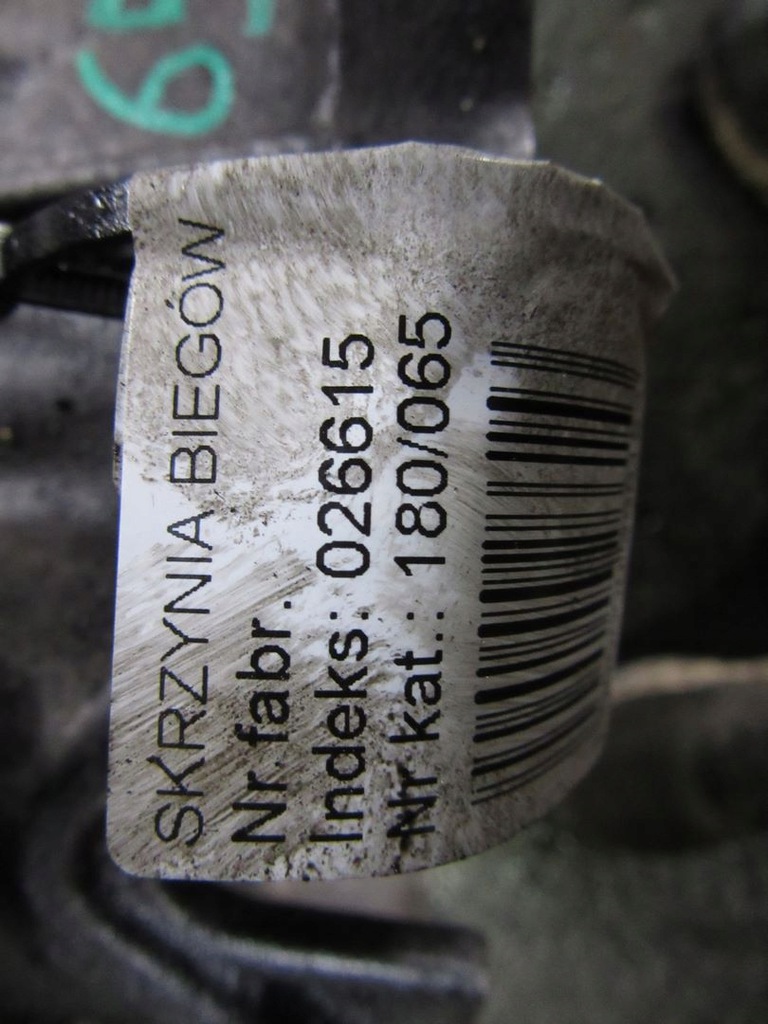 SKRZYNIA BIEGÓW
Nr.fabr.
Indeks: 026615
Nr kat.: 180/065